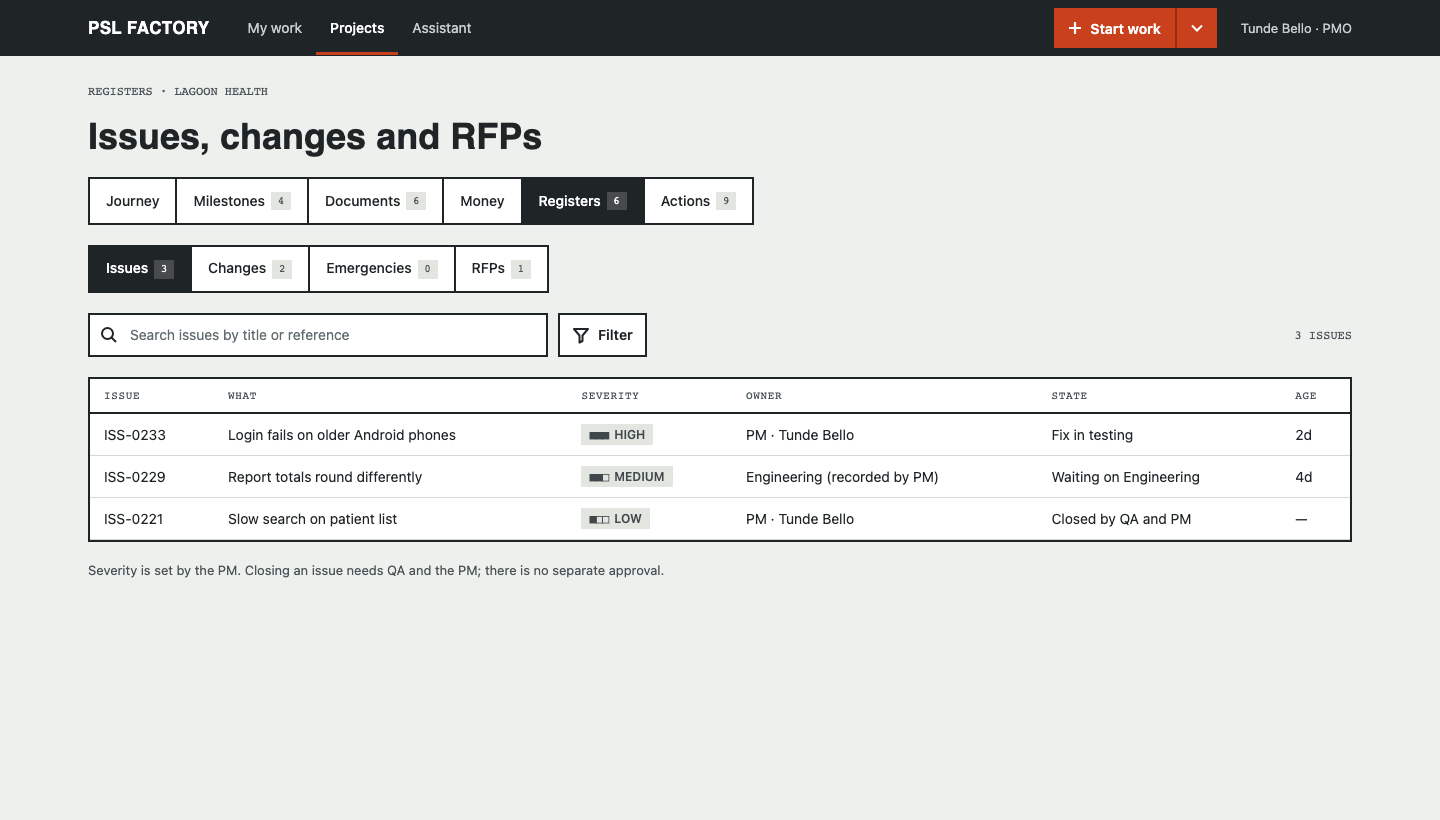 PSL FACTORY My work Projects Assistant + Start work Tunde Bello · PMO
REGISTERS · LAGOON HEALTH
Issues, changes and RFPs
Journey Milestones 4 Documents 6 Money Registers 6 Actions 9
Issues 3 Changes 2 Emergencies 0 RFPs 1
Search issues by title or reference Filter 3 ISSUES
ISSUE WHAT SEVERITY OWNER STATE AGE
ISS-0233 Login fails on older Android phones HIGH PM · Tunde Bello Fix in testing 2d
ISS-0229 Report totals round differently MEDIUM Engineering (recorded by PM) Waiting on Engineering 4d
ISS-0221 Slow search on patient list LOW PM · Tunde Bello Closed by QA and PM —
Severity is set by the PM. Closing an issue needs QA and the PM; there is no separate approval.